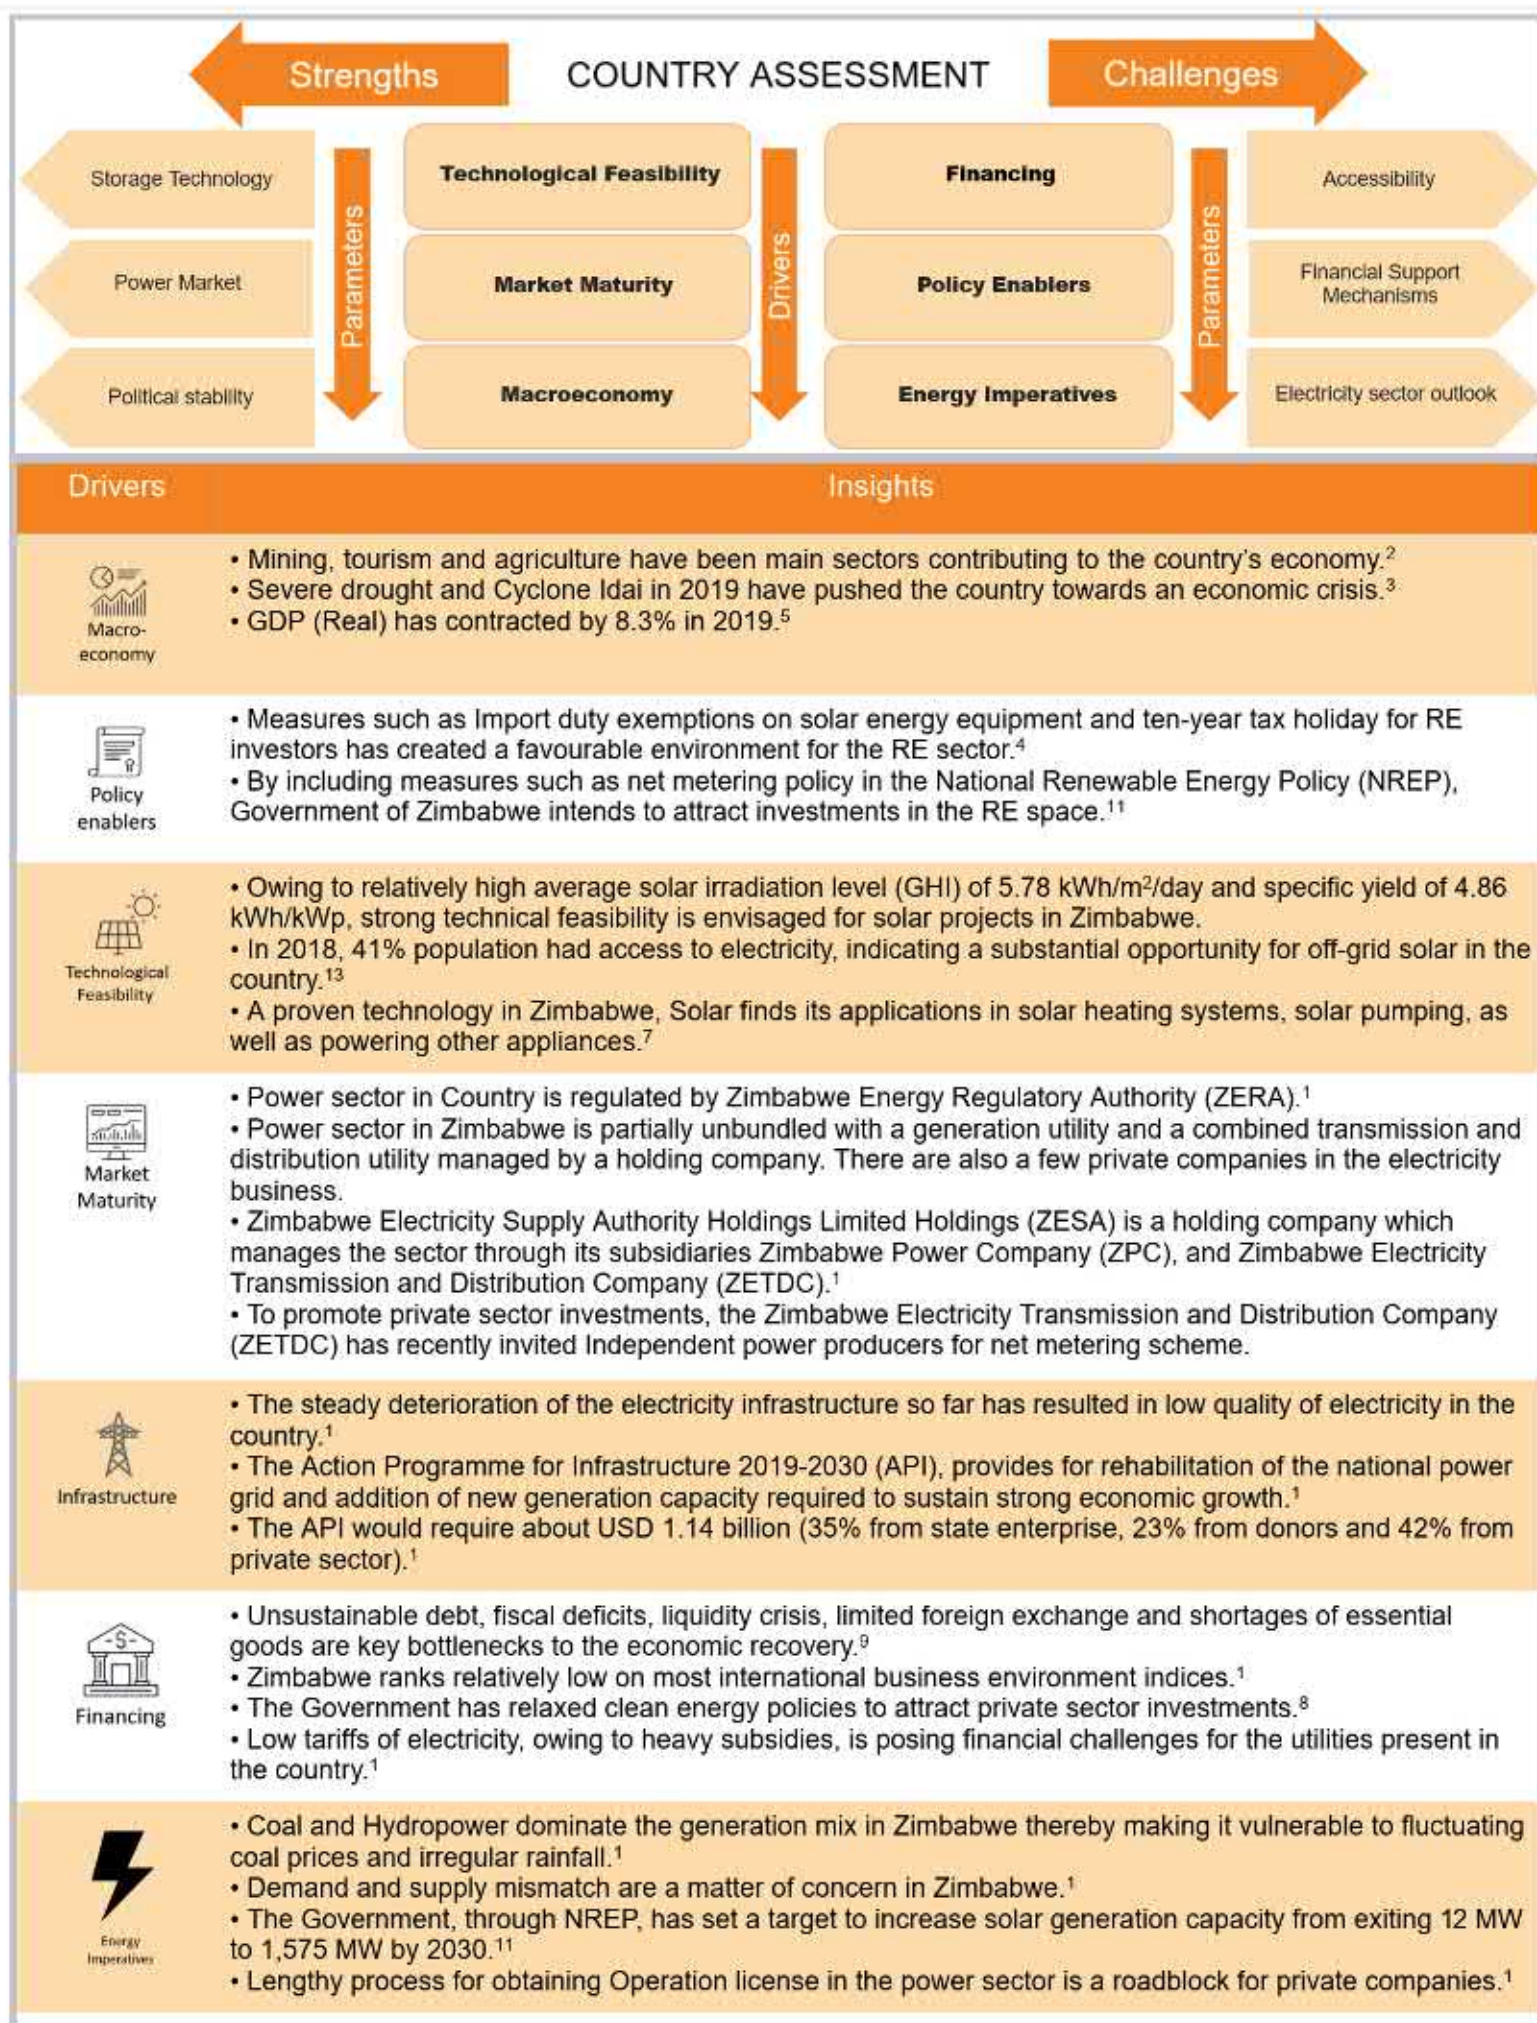 Strengths
COUNTRY ASSESSMENT
Challenges
Storage Technology
Power Market
Political stability
Parameters
Technological Feasibility
Market Maturity
Macroeconomy
Drivers
Financing
Policy Enablers
Energy Imperatives
Parameters
Accessibility
Financial Support
Mechanisms
Electricity sector outlook
Drivers
Insights
Macro-
economy
• Mining, tourism and agriculture have been main sectors contributing to the country's economy.²
• Severe drought and Cyclone Idai in 2019 have pushed the country towards an economic crisis.³
• GDP (Real) has contracted by 8.3% in 2019.⁵
Policy
enablers
• Measures such as Import duty exemptions on solar energy equipment and ten-year tax holiday for RE
investors has created a favourable environment for the RE sector.⁴
• By including measures such as net metering policy in the National Renewable Energy Policy (NREP),
Government of Zimbabwe intends to attract investments in the RE space.¹¹
Technological
Feasibility
• Owing to relatively high average solar irradiation level (GHI) of 5.78 kWh/m²/day and specific yield of 4.86
kWh/kWp, strong technical feasibility is envisaged for solar projects in Zimbabwe.
• In 2018, 41% population had access to electricity, indicating a substantial opportunity for off-grid solar in the
country.¹³
• A proven technology in Zimbabwe, Solar finds its applications in solar heating systems, solar pumping, as
well as powering other appliances.⁷
Market
Maturity
• Power sector in Country is regulated by Zimbabwe Energy Regulatory Authority (ZERA).¹
• Power sector in Zimbabwe is partially unbundled with a generation utility and a combined transmission and
distribution utility managed by a holding company. There are also a few private companies in the electricity
business.
• Zimbabwe Electricity Supply Authority Holdings Limited Holdings (ZESA) is a holding company which
manages the sector through its subsidiaries Zimbabwe Power Company (ZPC), and Zimbabwe Electricity
Transmission and Distribution Company (ZETDC).¹
• To promote private sector investments, the Zimbabwe Electricity Transmission and Distribution Company
(ZETDC) has recently invited Independent power producers for net metering scheme.
Infrastructure
• The steady deterioration of the electricity infrastructure so far has resulted in low quality of electricity in the
country.¹
• The Action Programme for Infrastructure 2019-2030 (API), provides for rehabilitation of the national power
grid and addition of new generation capacity required to sustain strong economic growth.¹
• The API would require about USD 1.14 billion (35% from state enterprise, 23% from donors and 42% from
private sector).¹
-$-
Financing
• Unsustainable debt, fiscal deficits, liquidity crisis, limited foreign exchange and shortages of essential
goods are key bottlenecks to the economic recovery.⁹
• Zimbabwe ranks relatively low on most international business environment indices.¹
• The Government has relaxed clean energy policies to attract private sector investments.⁸
• Low tariffs of electricity, owing to heavy subsidies, is posing financial challenges for the utilities present in
the country.¹
Energy
Imperatives
• Coal and Hydropower dominate the generation mix in Zimbabwe thereby making it vulnerable to fluctuating
coal prices and irregular rainfall.¹
• Demand and supply mismatch are a matter of concern in Zimbabwe.¹
• The Government, through NREP, has set a target to increase solar generation capacity from exiting 12 MW
to 1,575 MW by 2030.¹¹
• Lengthy process for obtaining Operation license in the power sector is a roadblock for private companies.¹